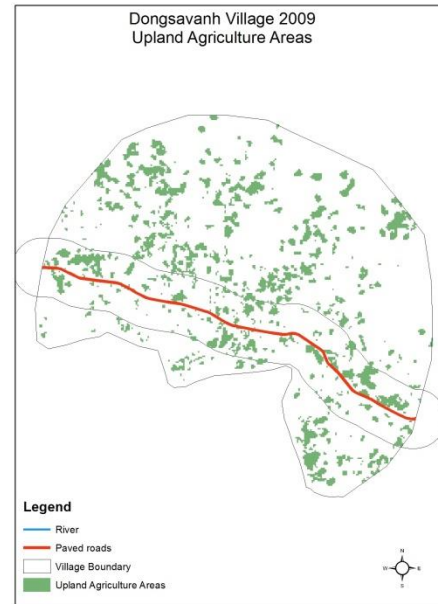 Dongsavanh Village 2009
Upland Agriculture Areas
Legend
River
Paved roads
Village Boundary
Upland Agriculture Areas
N
W
E
S